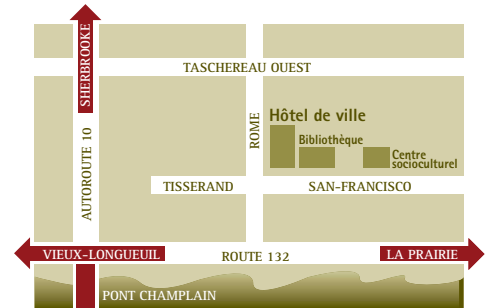 SHERBROOKE
TASCHEREAU OUEST
AUTOROUTE 10
ROME
Hôtel de ville
Bibliothèque
Centre
socioculturel
TISSERAND
SAN-FRANCISCO
VIEUX-LONGUEUIL
ROUTE 132
LA PRAIRIE
PONT CHAMPLAIN